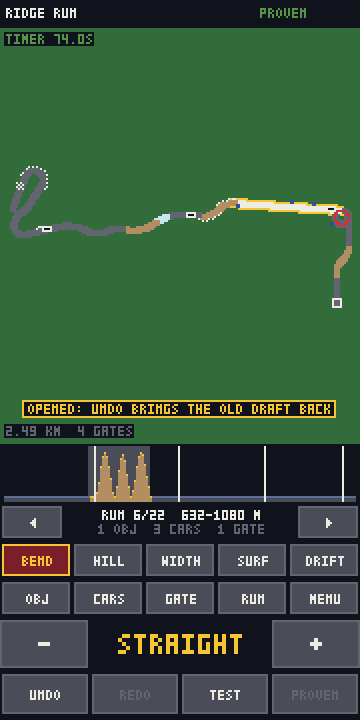 RIDGE RUN PROVEN
TIMER 74.0S
OPENED: UNDO BRINGS THE OLD DRAFT BACK
2.49 KM 4 GATES
RUN 6/22 632-1080 M
1 OBJ 3 CARS 1 GATE
BEND HILL WIDTH SURF DRIFT
OBJ CARS GATE RUN MENU
- STRAIGHT +
UNDO REDO TEST PROVEN